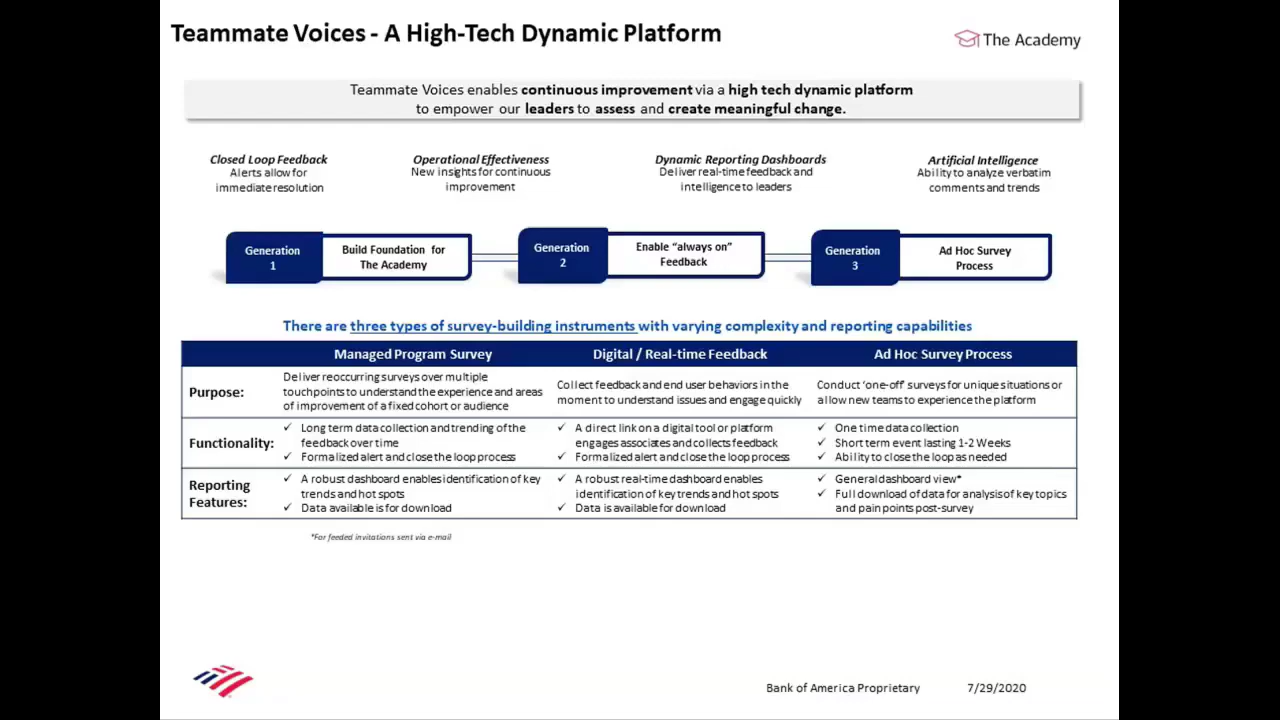 Teammate Voices - A High-Tech Dynamic Platform
The Academy
Teammate Voices enables continuous improvement via a high tech dynamic platform
to empower our leaders to assess and create meaningful change.
Closed Loop Feedback
Alerts allow for
immediate resolution
Operational Effectiveness
New insights for continuous
improvement
Dynamic Reporting Dashboards
Deliver real-time feedback and
intelligence to leaders
Artificial Intelligence
Ability to analyze verbatim
comments and trends
Generation
1
Build Foundation for
The Academy
Generation
2
Enable “always on”
Feedback
Generation
3
Ad Hoc Survey
Process
There are three types of survey-building instruments with varying complexity and reporting capabilities
Managed Program Survey
Digital / Real-time Feedback
Ad Hoc Survey Process
Purpose:
Deliver reoccurring surveys over multiple
touchpoints to understand the experience and areas
of improvement of a fixed cohort or audience
Collect feedback and end user behaviors in the
moment to understand issues and engage quickly
Conduct ‘one-off’ surveys for unique situations or
allow new teams to experience the platform
Functionality:
✓ Long term data collection and trending of the
feedback over time
✓ Formalized alert and close the loop process
✓ A direct link on a digital tool or platform
engages associates and collects feedback
✓ Formalized alert and close the loop process
✓ One time data collection
✓ Short term event lasting 1-2 Weeks
✓ Ability to close the loop as needed
Reporting
Features:
✓ A robust dashboard enables identification of key
trends and hot spots
✓ Data available is for download
✓ A robust real-time dashboard enables
identification of key trends and hot spots
✓ Data is available for download
✓ General dashboard view*
✓ Full download of data for analysis of key topics
and pain points post-survey
*For feeded invitations sent via e-mail
Bank of America Proprietary
7/29/2020